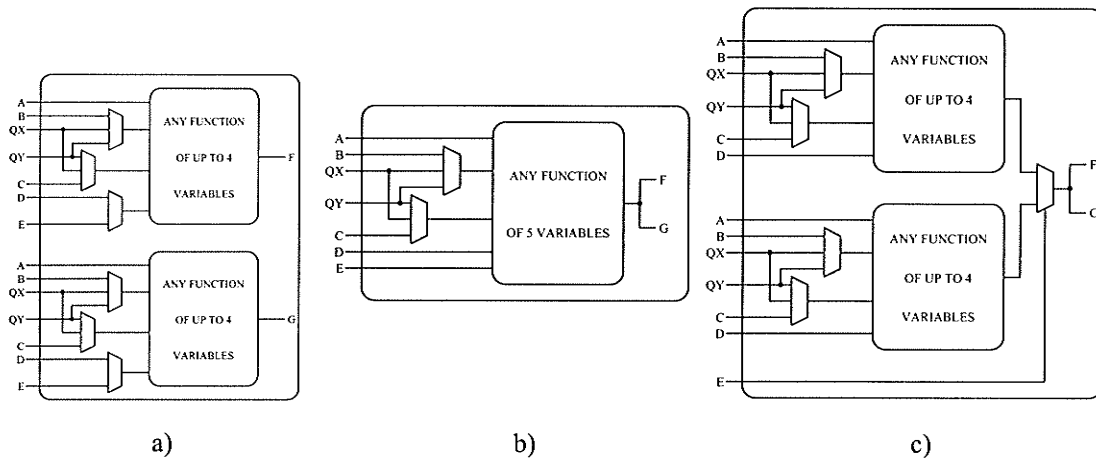 A
B
QX
QY
C
D
E
ANY FUNCTION
OF UP TO 4
VARIABLES
F
A
B
QX
QY
C
D
E
ANY FUNCTION
OF UP TO 4
VARIABLES
G
a)
A
B
QX
QY
C
D
E
ANY FUNCTION
OF 5 VARIABLES
F
G
b)
A
B
QX
QY
C
D
ANY FUNCTION
OF UP TO 4
VARIABLES
A
B
QX
QY
C
D
ANY FUNCTION
OF UP TO 4
VARIABLES
E
F
G
c)